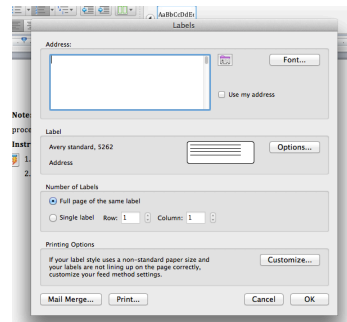 AaBbCcDdEe
Labels
Address:
Font...
Use my address
Note
proce
Instr
1.
2.
Label
Avery standard, 5262
Address
Options...
Number of Labels
Full page of the same label
Single label Row: 1 Column: 1
Printing Options
If your label style uses a non-standard paper size and
your labels are not lining up on the page correctly,
customize your feed method settings.
Customize...
Mail Merge... Print... Cancel OK